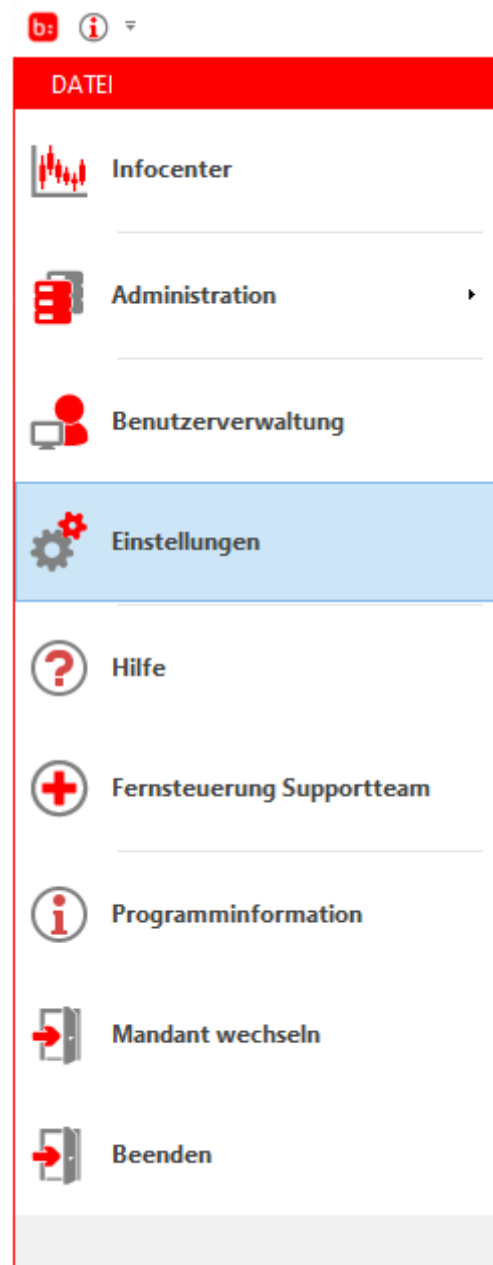 b:
DATEI
Infocenter
Administration
Benutzerverwaltung
Einstellungen
Hilfe
Fernsteuerung Supportteam
Programminformation
Mandant wechseln
Beenden